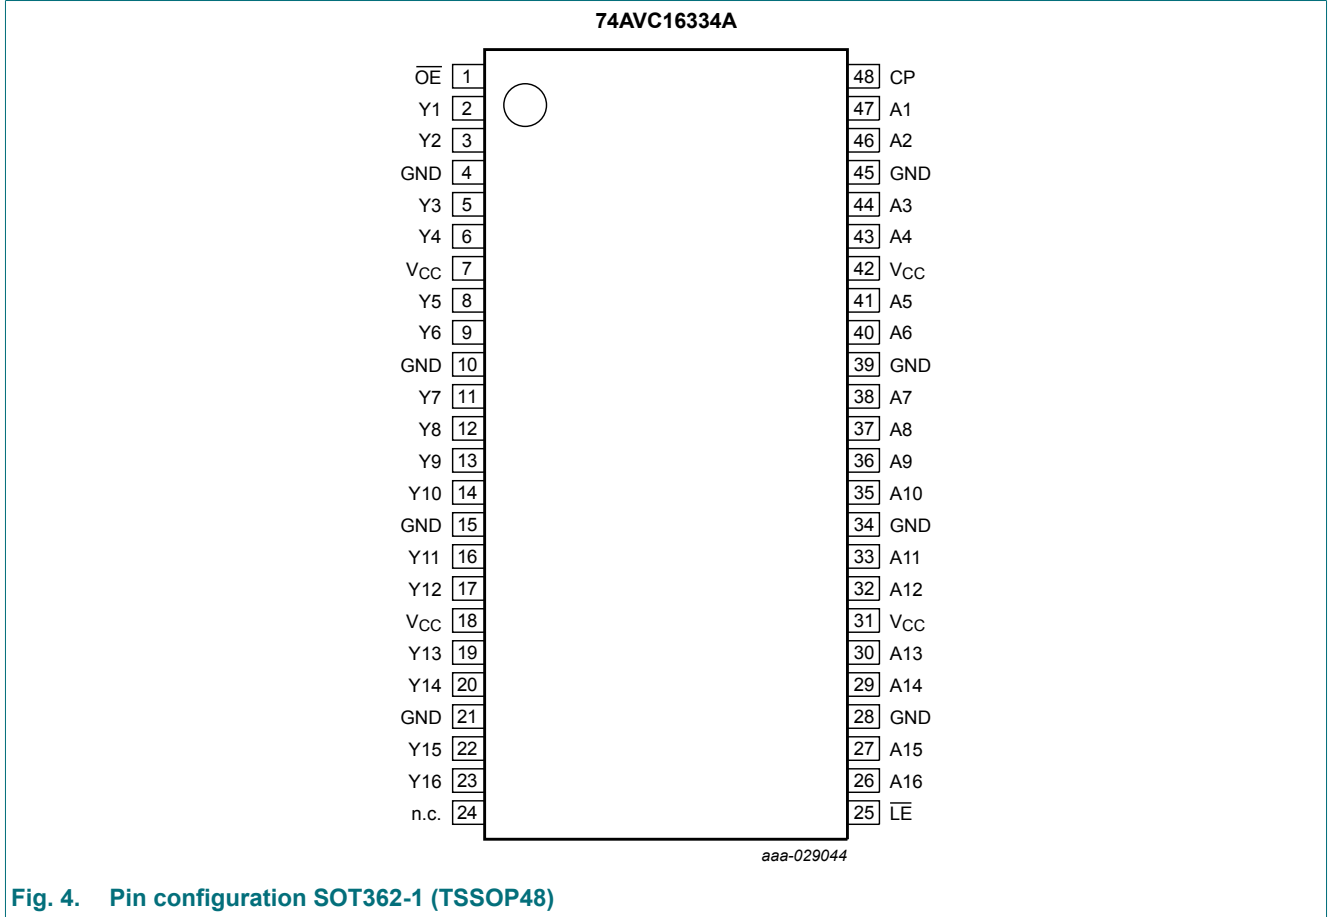 74AVC16334A
O̅E̅ 1 48 CP
Y1 2 47 A1
Y2 3 46 A2
GND 4 45 GND
Y3 5 44 A3
Y4 6 43 A4
VCC 7 42 VCC
Y5 8 41 A5
Y6 9 40 A6
GND 10 39 GND
Y7 11 38 A7
Y8 12 37 A8
Y9 13 36 A9
Y10 14 35 A10
GND 15 34 GND
Y11 16 33 A11
Y12 17 32 A12
VCC 18 31 VCC
Y13 19 30 A13
Y14 20 29 A14
GND 21 28 GND
Y15 22 27 A15
Y16 23 26 A16
n.c. 24 25 L̅E̅
aaa-029044
Fig. 4. Pin configuration SOT362-1 (TSSOP48)